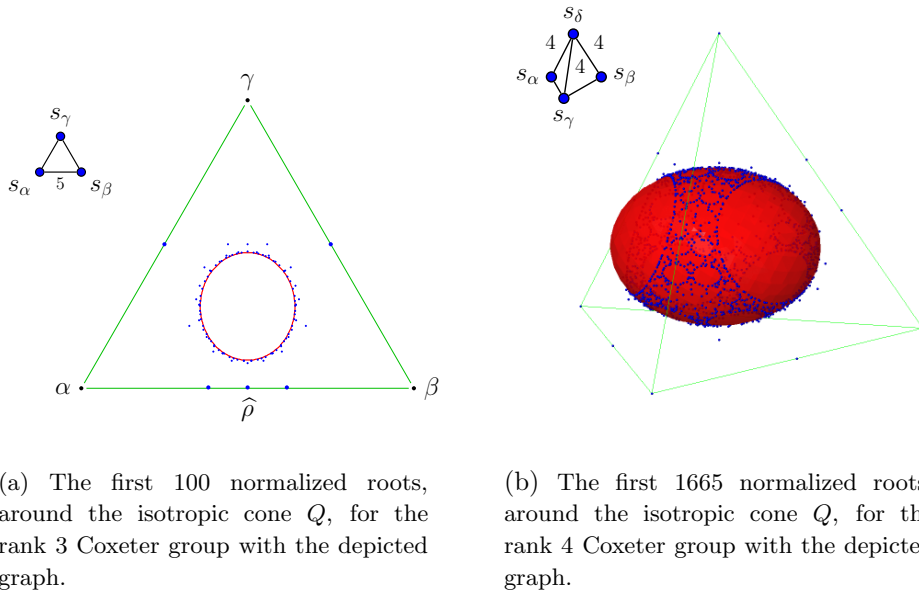 s_γ
s_α 5 s_β
γ
α ρ̂ β
s_δ
4 4
s_α 4 s_β
s_γ
(a) The first 100 normalized roots,
around the isotropic cone Q, for the
rank 3 Coxeter group with the depicted
graph.
(b) The first 1665 normalized roots
around the isotropic cone Q, for th
rank 4 Coxeter group with the depicte
graph.